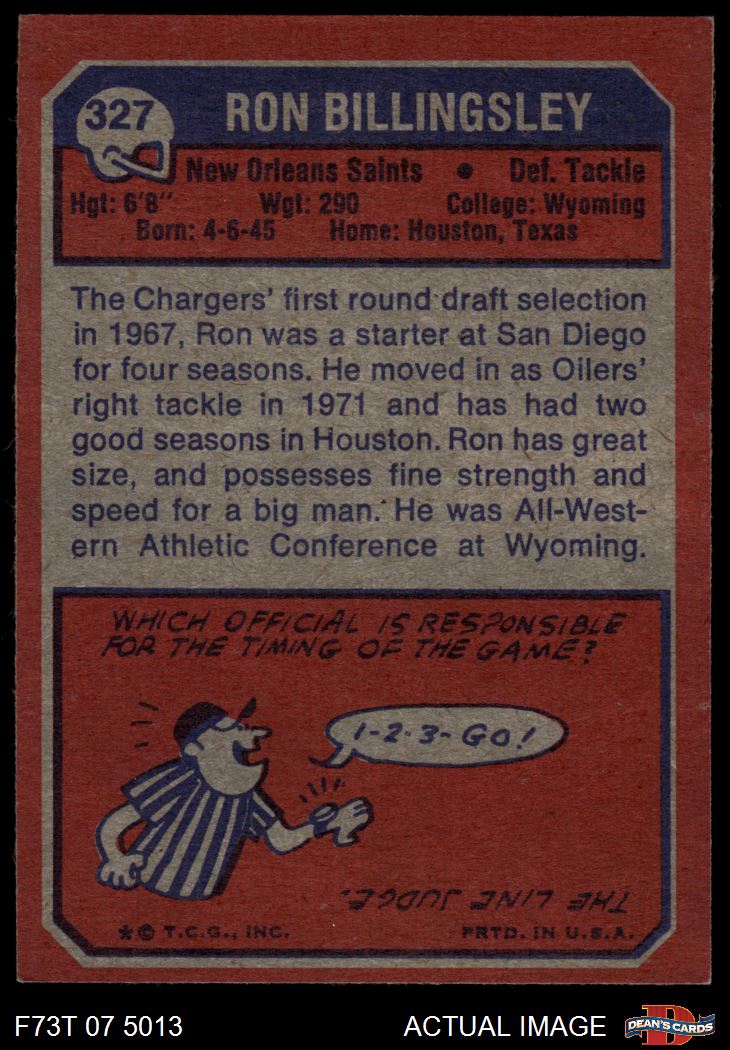 327
RON BILLINGSLEY
New Orleans Saints • Def. Tackle
Hgt: 6'8" Wgt: 290 College: Wyoming
Born: 4-6-45 Home: Houston, Texas
The Chargers' first round draft selection
in 1967, Ron was a starter at San Diego
for four seasons. He moved in as Oilers'
right tackle in 1971 and has had two
good seasons in Houston. Ron has great
size, and possesses fine strength and
speed for a big man. He was All-West-
ern Athletic Conference at Wyoming.
WHICH OFFICIAL IS RESPONSIBLE
FOR THE TIMING OF THE GAME?
1-2-3-GO!
THE LINE JUDGE.
*© T.C.G., INC. PRTD. IN U.S.A.
F73T 07 5013 ACTUAL IMAGE
D
DEAN'S CARDS